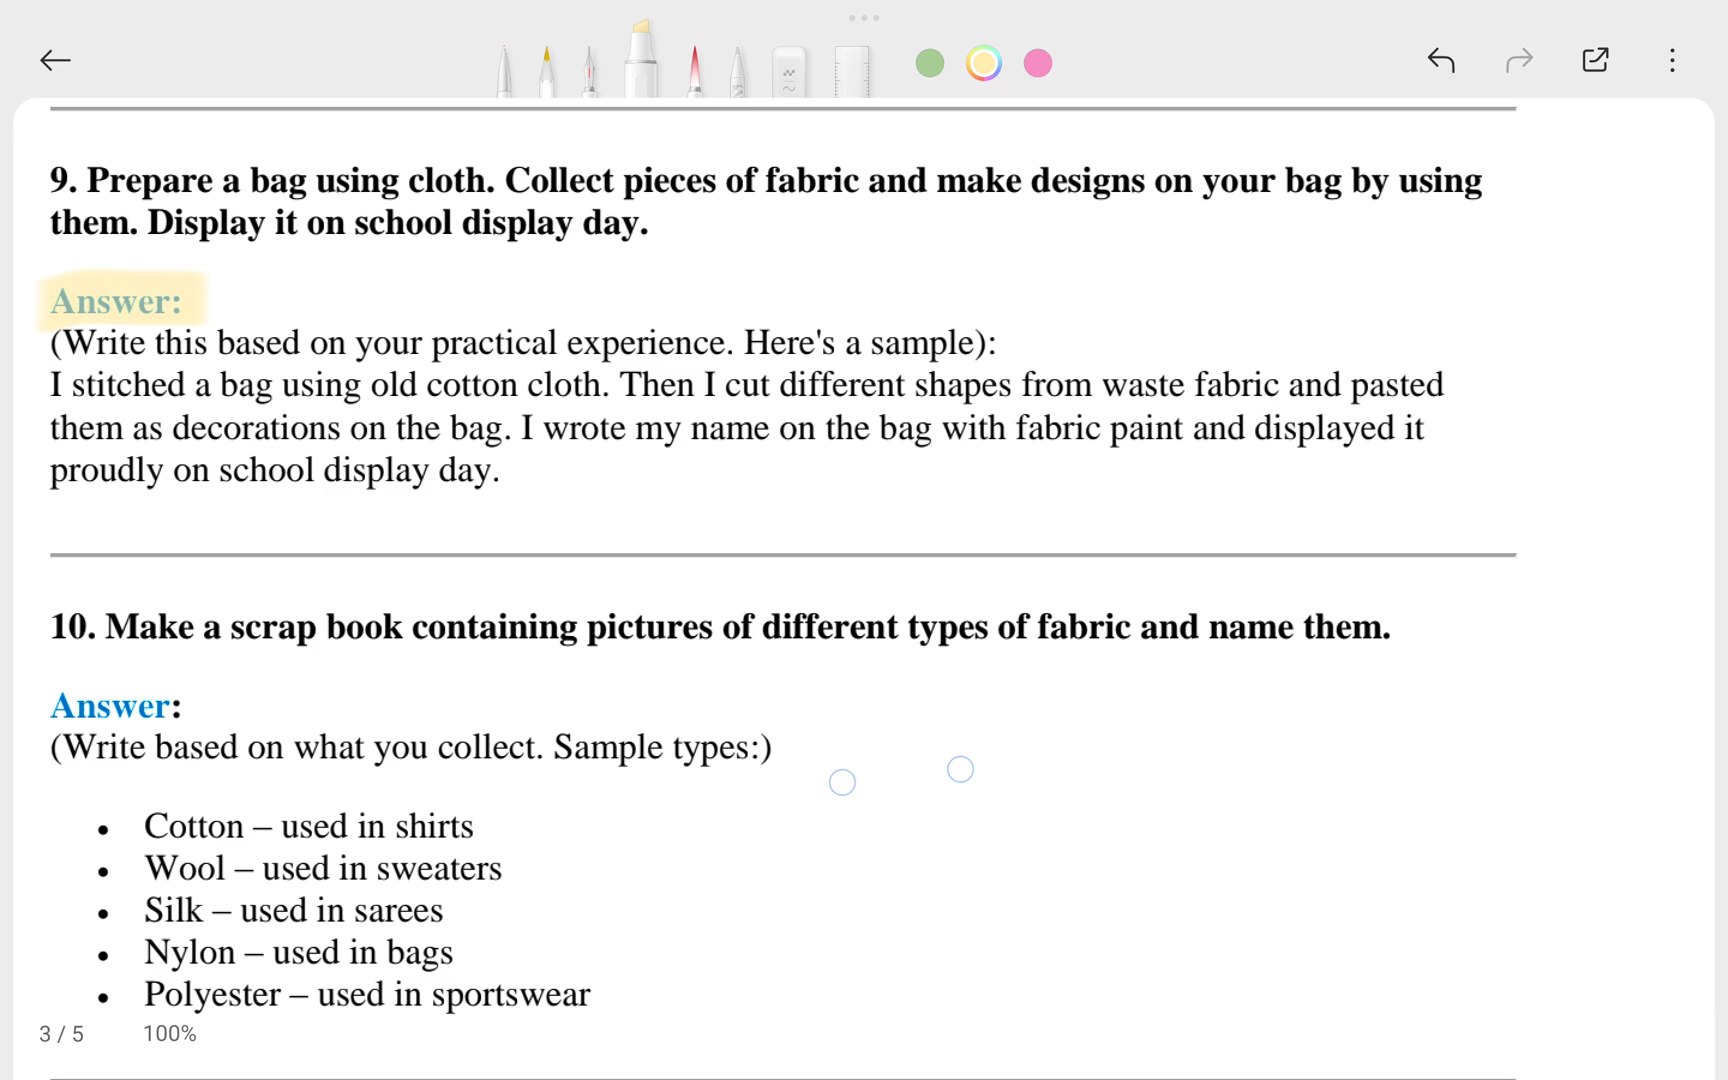 9. Prepare a bag using cloth. Collect pieces of fabric and make designs on your bag by using
them. Display it on school display day.
Answer:
(Write this based on your practical experience. Here's a sample):
I stitched a bag using old cotton cloth. Then I cut different shapes from waste fabric and pasted
them as decorations on the bag. I wrote my name on the bag with fabric paint and displayed it
proudly on school display day.
10. Make a scrap book containing pictures of different types of fabric and name them.
Answer:
(Write based on what you collect. Sample types:)
• Cotton – used in shirts
• Wool – used in sweaters
• Silk – used in sarees
• Nylon – used in bags
• Polyester – used in sportswear
3 / 5 100%